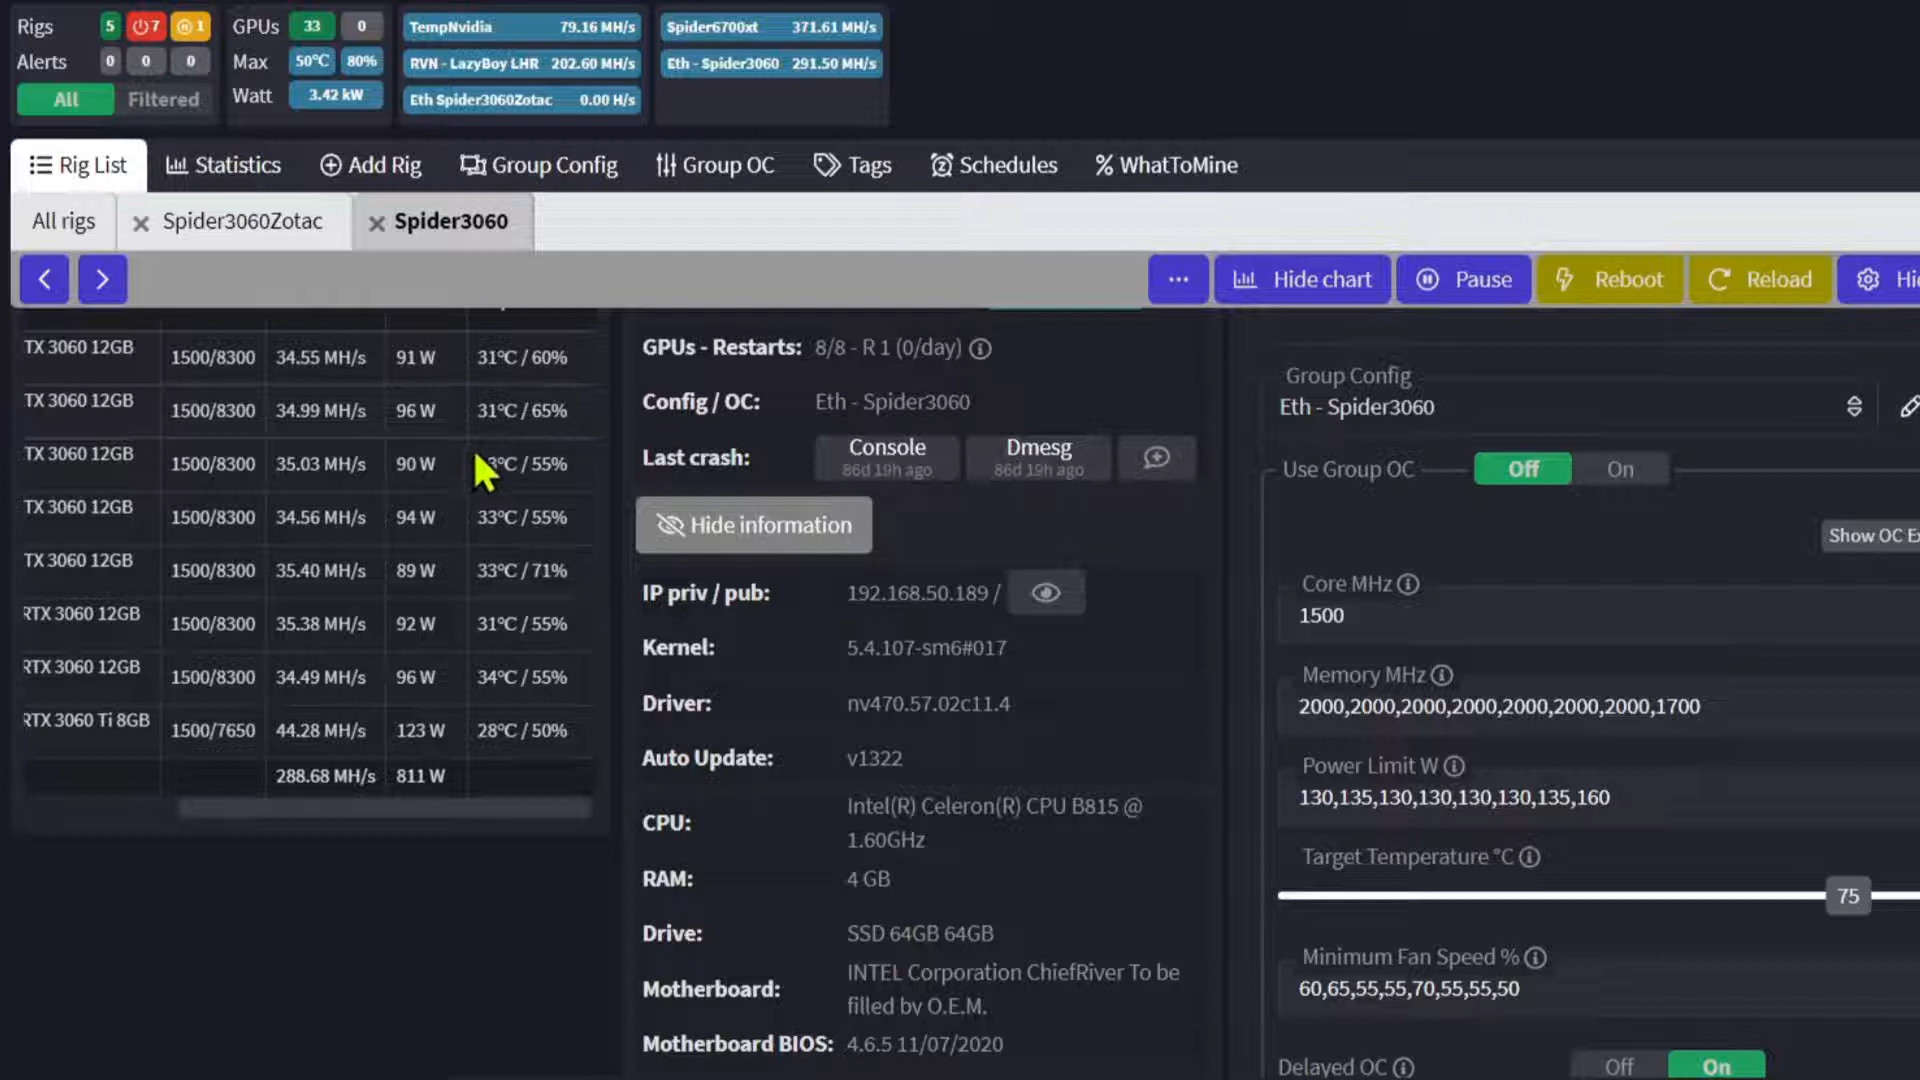 Rigs 5 7 1
Alerts 0 0 0
All Filtered
GPUs 33 0
Max 50°C 80%
Watt 3.42 kW
TempNvidia 79.16 MH/s
RVN - LazyBoy LHR 202.60 MH/s
Eth Spider3060Zotac 0.00 H/s
Spider6700xt 371.61 MH/s
Eth - Spider3060 291.50 MH/s
Rig List Statistics Add Rig Group Config Group OC Tags Schedules WhatToMine
All rigs Spider3060Zotac Spider3060
Hide chart Pause Reboot Reload
TX 3060 12GB 1500/8300 34.55 MH/s 91 W 31°C / 60%
TX 3060 12GB 1500/8300 34.99 MH/s 96 W 31°C / 65%
TX 3060 12GB 1500/8300 35.03 MH/s 90 W 3°C / 55%
TX 3060 12GB 1500/8300 34.56 MH/s 94 W 33°C / 55%
TX 3060 12GB 1500/8300 35.40 MH/s 89 W 33°C / 71%
RTX 3060 12GB 1500/8300 35.38 MH/s 92 W 31°C / 55%
RTX 3060 12GB 1500/8300 34.49 MH/s 96 W 34°C / 55%
RTX 3060 Ti 8GB 1500/7650 44.28 MH/s 123 W 28°C / 50%
288.68 MH/s 811 W
GPUs - Restarts: 8/8 - R 1 (0/day)
Config / OC: Eth - Spider3060
Last crash: Console Dmesg
86d 19h ago 86d 19h ago
Hide information
IP priv / pub: 192.168.50.189 /
Kernel: 5.4.107-sm6#017
Driver: nv470.57.02c11.4
Auto Update: v1322
CPU: Intel(R) Celeron(R) CPU B815 @
1.60GHz
RAM: 4 GB
Drive: SSD 64GB 64GB
Motherboard: INTEL Corporation ChiefRiver To be
filled by O.E.M.
Motherboard BIOS: 4.6.5 11/07/2020
Group Config
Eth - Spider3060
Use Group OC Off On
Show OC Ex
Core MHz
1500
Memory MHz
2000,2000,2000,2000,2000,2000,2000,1700
Power Limit W
130,135,130,130,130,130,135,160
Target Temperature °C
75
Minimum Fan Speed %
60,65,55,55,70,55,55,50
Delayed OC Off On